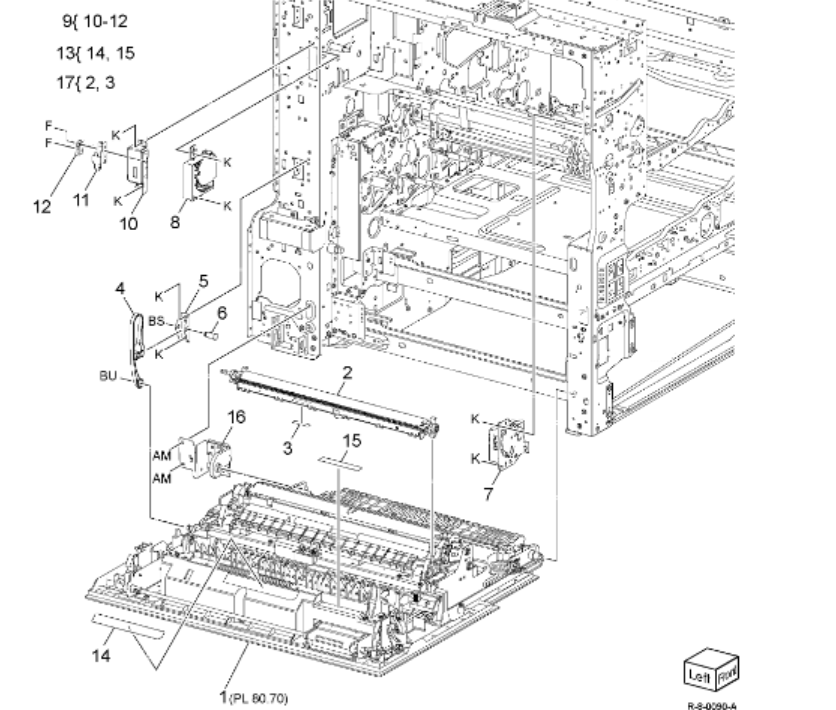 9{ 10-12
13{ 14, 15
17{ 2, 3
F
F
K
K
12
11
10
K
K
8
4
K
5
BS
6
K
BU
2
16
3
15
K
K
7
AM
AM
14
1(PL 80.70)
Left
Front
R-8-0090-A